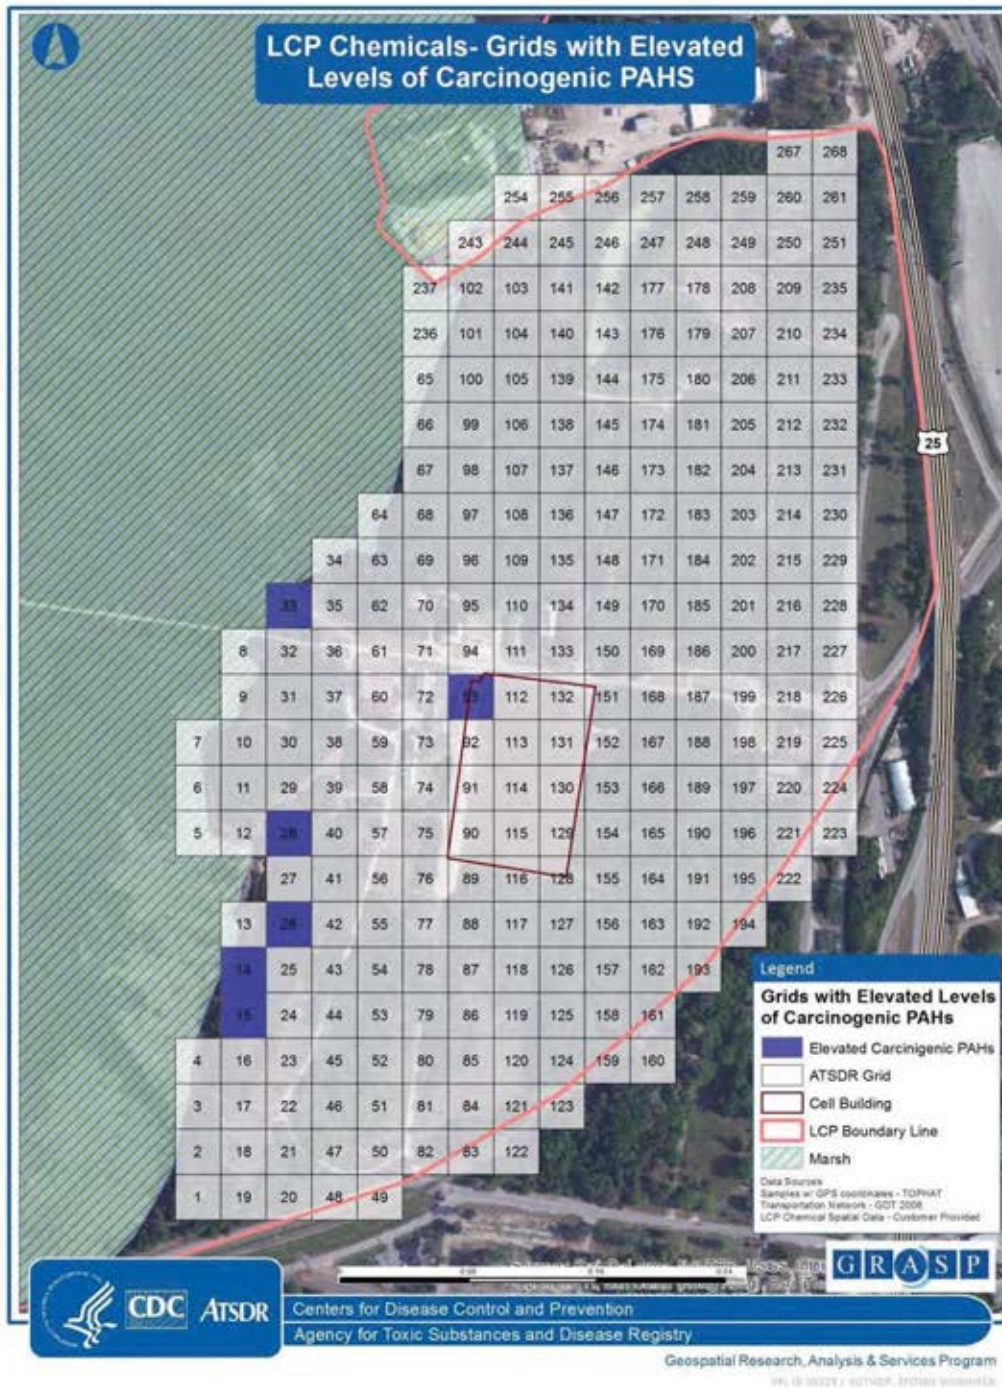 LCP Chemicals- Grids with Elevated
Levels of Carcinogenic PAHS
267 268
254 255 256 257 258 259 260 261
243 244 245 246 247 248 249 250 251
237 102 103 141 142 177 178 208 209 235
236 101 104 140 143 176 179 207 210 234
65 100 105 139 144 175 180 206 211 233
66 99 106 138 145 174 181 205 212 232
25
67 98 107 137 146 173 182 204 213 231
64 68 97 108 136 147 172 183 203 214 230
34 63 69 96 109 135 148 171 184 202 215 229
33 35 62 70 95 110 134 149 170 185 201 216 228
8 32 36 61 71 94 111 133 150 169 186 200 217 227
9 31 37 60 72 93 112 132 151 168 187 199 218 226
7 10 30 38 59 73 92 113 131 152 167 188 198 219 225
6 11 29 39 58 74 91 114 130 153 166 189 197 220 224
5 12 28 40 57 75 90 115 129 154 165 190 196 221 223
27 41 56 76 89 116 128 155 164 191 195 222
13 26 42 55 77 88 117 127 156 163 192 194
14 25 43 54 78 87 118 126 157 162 193
15 24 44 53 79 86 119 125 158 161
4 16 23 45 52 80 85 120 124 159 160
3 17 22 46 51 81 84 121 123
2 18 21 47 50 82 83 122
1 19 20 48 49
Legend
Grids with Elevated Levels
of Carcinogenic PAHs
Elevated Carcinigenic PAHs
ATSDR Grid
Cell Building
LCP Boundary Line
Marsh
Data Sources
Samples w/ GPS coordinates - TOPHAT
Transportation Network - GDT 2008
LCP Chemical Spatial Data - Customer Provided
GRASP
CDC ATSDR
Centers for Disease Control and Prevention
Agency for Toxic Substances and Disease Registry
Geospatial Research, Analysis & Services Program